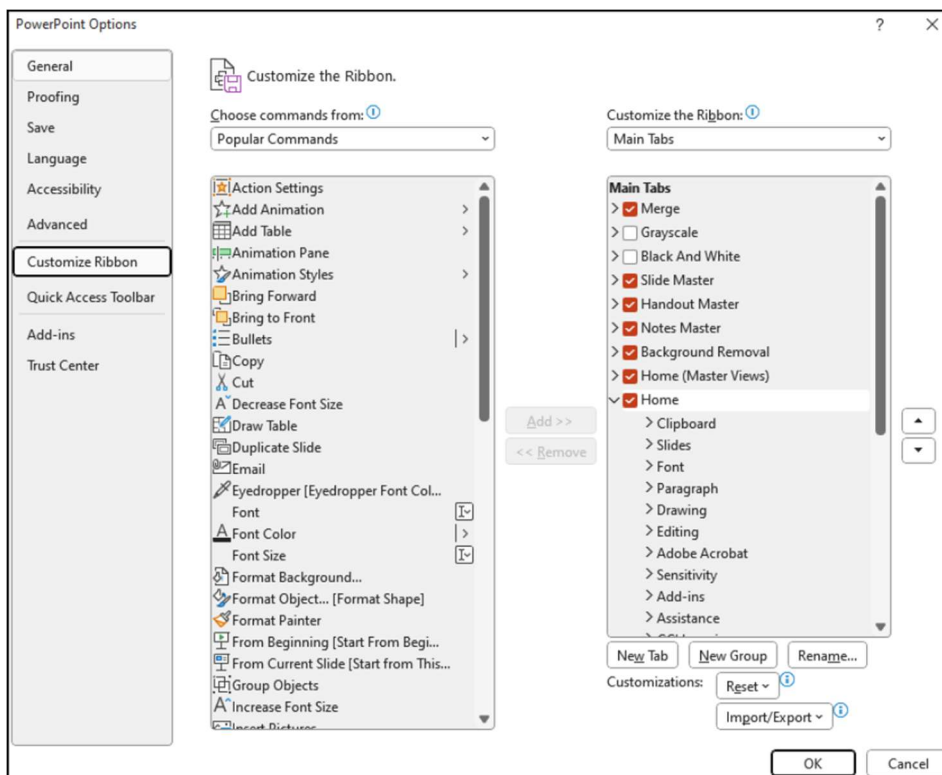 PowerPoint Options
?
General
Proofing
Save
Language
Accessibility
Advanced
Customize Ribbon
Quick Access Toolbar
Add-ins
Trust Center
Customize the Ribbon.
Choose commands from:
Popular Commands
Action Settings
Add Animation
Add Table
Animation Pane
Animation Styles
Bring Forward
Bring to Front
Bullets
Copy
Cut
Decrease Font Size
Draw Table
Duplicate Slide
Email
Eyedropper [Eyedropper Font Col...
Font
Font Color
Font Size
Format Background...
Format Object... [Format Shape]
Format Painter
From Beginning [Start From Begi...
From Current Slide [Start from This...
Group Objects
Increase Font Size
Insert Pictures
Add >>
<< Remove
Customize the Ribbon:
Main Tabs
Main Tabs
Merge
Grayscale
Black And White
Slide Master
Handout Master
Notes Master
Background Removal
Home (Master Views)
Home
Clipboard
Slides
Font
Paragraph
Drawing
Editing
Adobe Acrobat
Sensitivity
Add-ins
Assistance
New Tab
New Group
Rename...
Customizations:
Reset
Import/Export
OK
Cancel